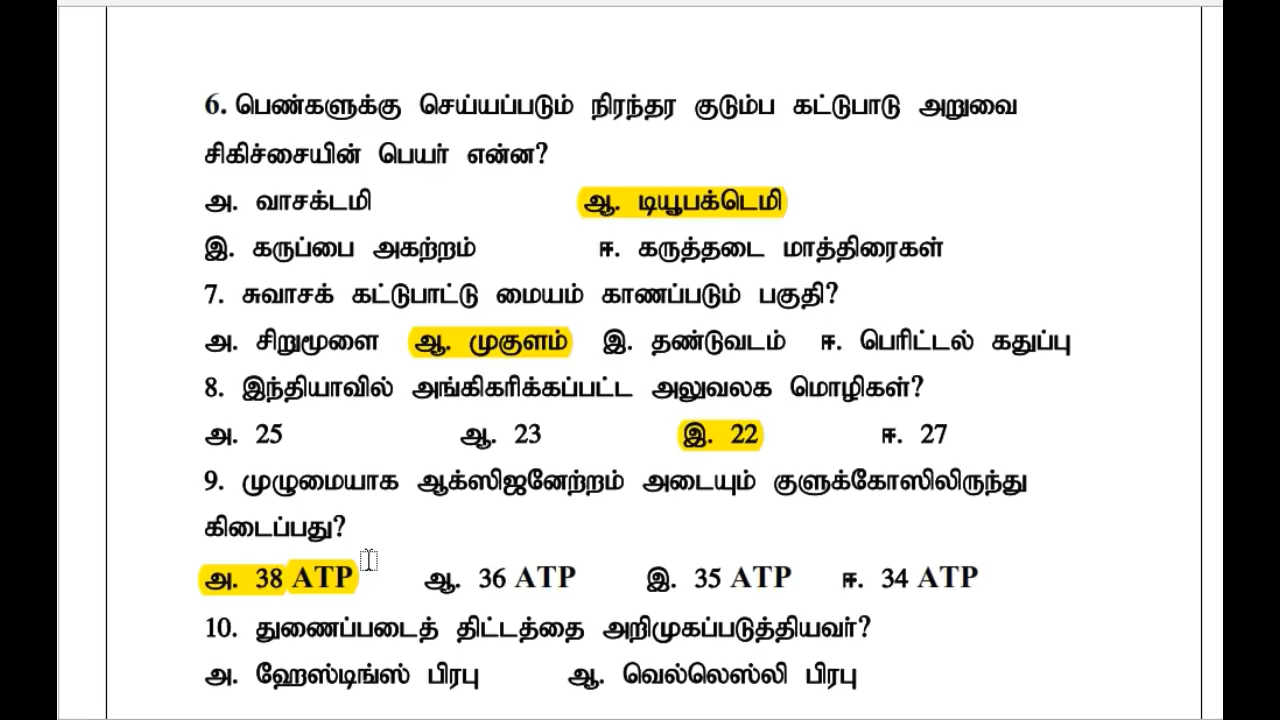 6. பெண்களுக்கு செய்யப்படும் நிரந்தர குடும்ப கட்டுபாடு அறுவை
சிகிச்சையின் பெயர் என்ன?
அ. வாசக்டமி ஆ. டியூபக்டெமி
இ. கருப்பை அகற்றம் ஈ. கருத்தடை மாத்திரைகள்
7. சுவாசக் கட்டுபாட்டு மையம் காணப்படும் பகுதி?
அ. சிறுமூளை ஆ. முகுளம் இ. தண்டுவடம் ஈ. பெரிட்டல் கதுப்பு
8. இந்தியாவில் அங்கிகரிக்கப்பட்ட அலுவலக மொழிகள்?
அ. 25 ஆ. 23 இ. 22 ஈ. 27
9. முழுமையாக ஆக்ஸிஜனேற்றம் அடையும் குளுக்கோஸிலிருந்து
கிடைப்பது?
அ. 38 ATP ஆ. 36 ATP இ. 35 ATP ஈ. 34 ATP
10. துணைப்படைத் திட்டத்தை அறிமுகப்படுத்தியவர்?
அ. ஹேஸ்டிங்ஸ் பிரபு ஆ. வெல்லெஸ்லி பிரபு